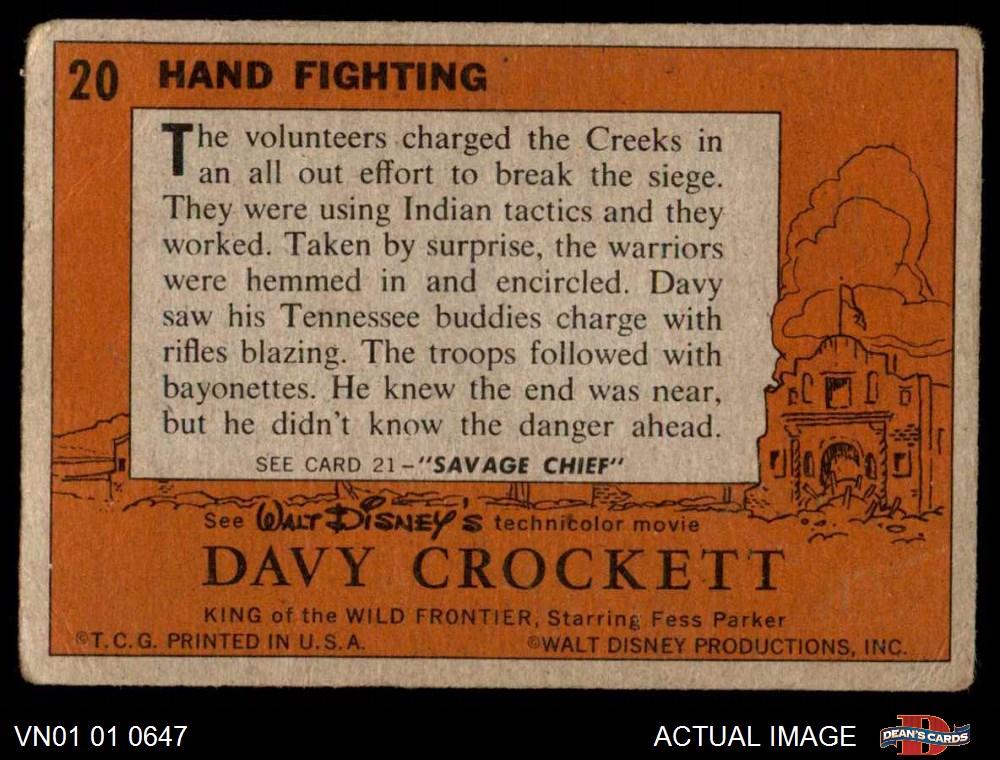 20 HAND FIGHTING
The volunteers charged the Creeks in
an all out effort to break the siege.
They were using Indian tactics and they
worked. Taken by surprise, the warriors
were hemmed in and encircled. Davy
saw his Tennessee buddies charge with
rifles blazing. The troops followed with
bayonettes. He knew the end was near,
but he didn't know the danger ahead.
SEE CARD 21–"SAVAGE CHIEF"
See WALT DISNEY'S technicolor movie
DAVY CROCKETT
KING of the WILD FRONTIER, Starring Fess Parker
©T.C.G. PRINTED IN U.S.A. ©WALT DISNEY PRODUCTIONS, INC.
VN01 01 0647 ACTUAL IMAGE D DEAN'S CARDS